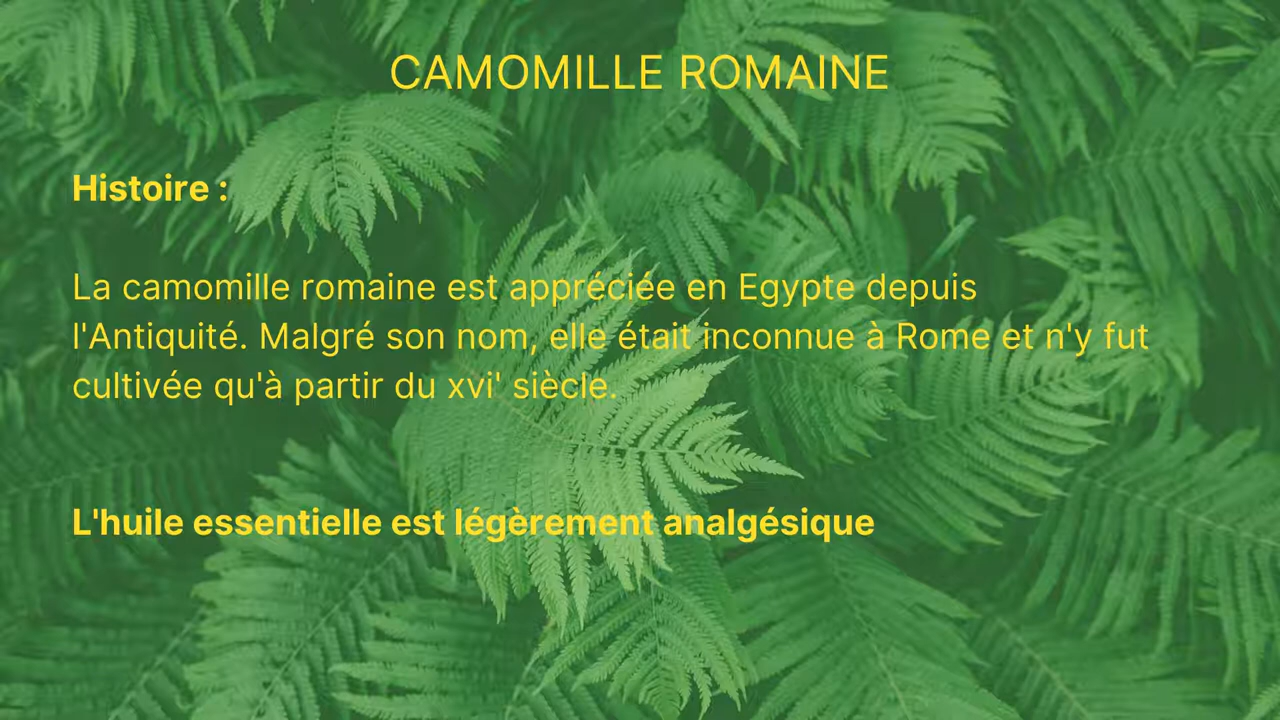 CAMOMILLE ROMAINE
Histoire :
La camomille romaine est appréciée en Egypte depuis
l'Antiquité. Malgré son nom, elle était inconnue à Rome et n'y fut
cultivée qu'à partir du xvi' siècle.
L'huile essentielle est légèrement analgésique